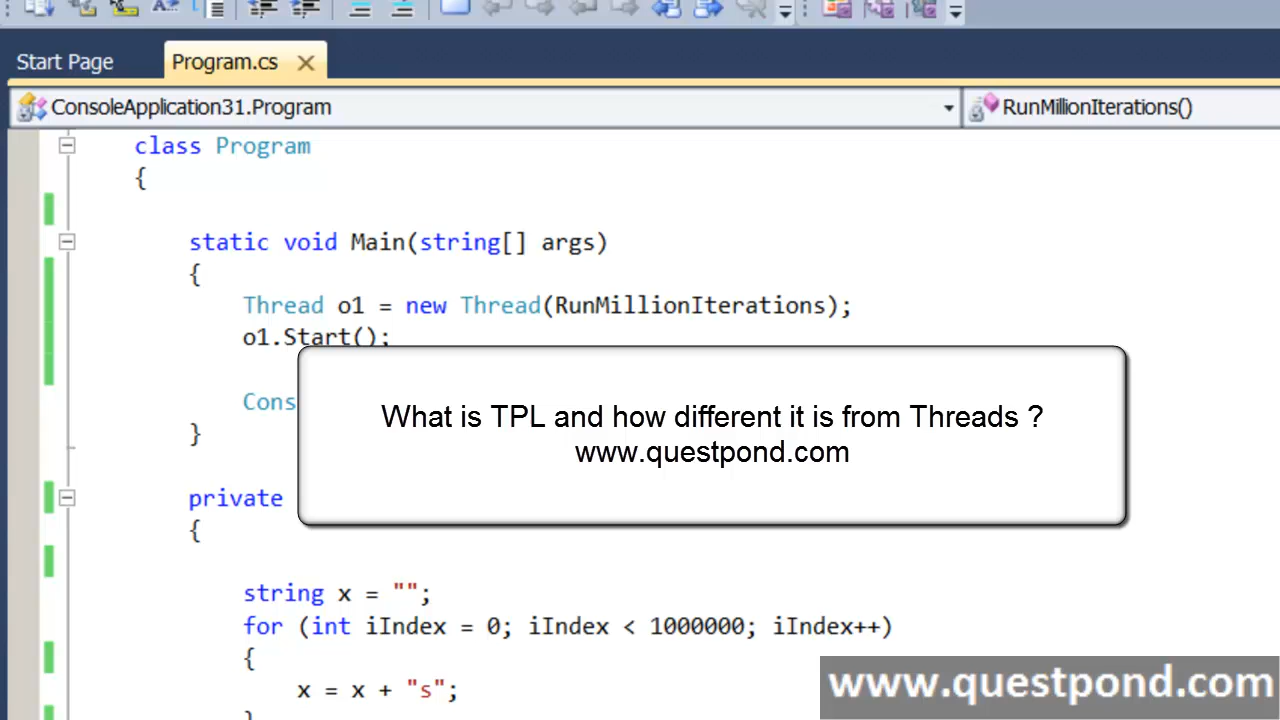 Start Page Program.cs
ConsoleApplication31.Program RunMillionIterations()
class Program
{
static void Main(string[] args)
{
Thread o1 = new Thread(RunMillionIterations);
o1.Start();
Cons
}
What is TPL and how different it is from Threads ?
www.questpond.com
private
{
string x = "";
for (int iIndex = 0; iIndex < 1000000; iIndex++)
{
x = x + "s";
}
www.questpond.com